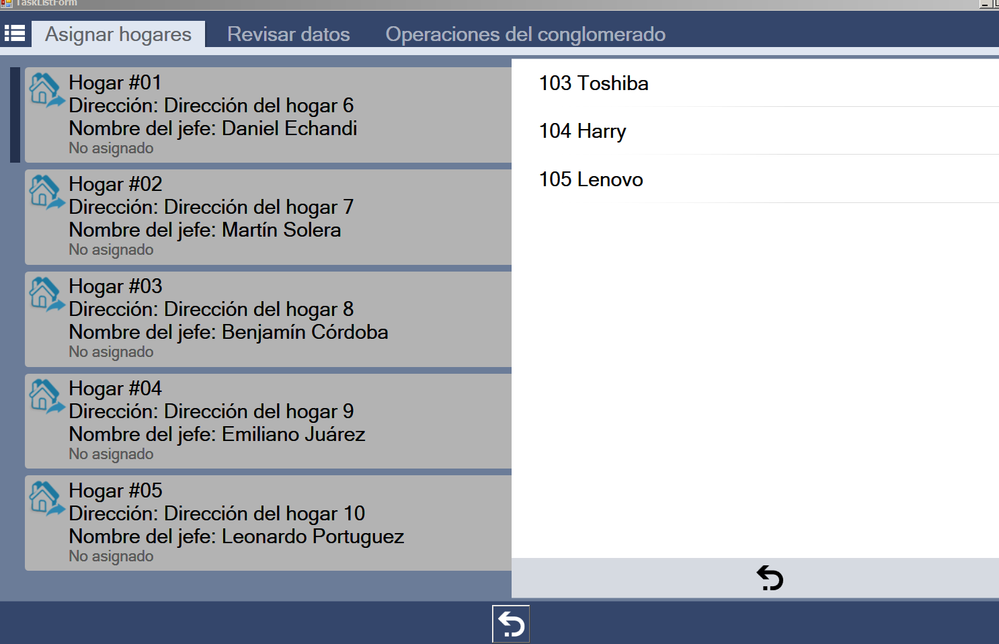 TaskListForm
Asignar hogares
Revisar datos
Operaciones del conglomerado
Hogar #01
Dirección: Dirección del hogar 6
Nombre del jefe: Daniel Echandi
No asignado
Hogar #02
Dirección: Dirección del hogar 7
Nombre del jefe: Martín Solera
No asignado
Hogar #03
Dirección: Dirección del hogar 8
Nombre del jefe: Benjamín Córdoba
No asignado
Hogar #04
Dirección: Dirección del hogar 9
Nombre del jefe: Emiliano Juárez
No asignado
Hogar #05
Dirección: Dirección del hogar 10
Nombre del jefe: Leonardo Portuguez
No asignado
103 Toshiba
104 Harry
105 Lenovo